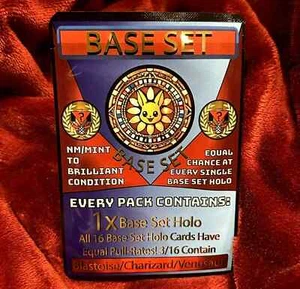 BASE SET
NM/MINT
TO
BRILLIANT
CONDITION
BASE SET
EQUAL
CHANCE AT
EVERY SINGLE
BASE SET HOLO
EVERY PACK CONTAINS:
1X Base Set Holo
All 16 Base Set Holo Cards Have
Equal Pull Rates! 3/16 Contain
Blastoise/Charizard/Venusaur